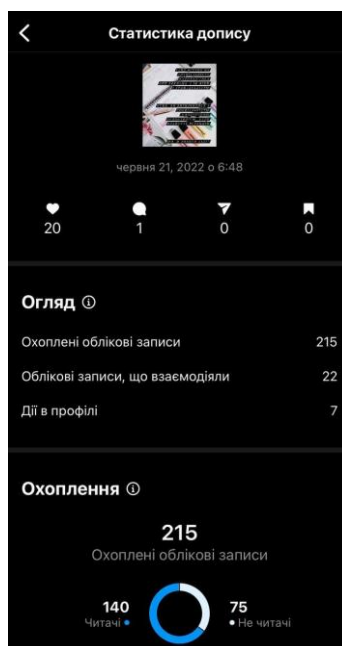 Статистика допису
червня 21, 2022 о 6:48
20 1 0 0
Огляд
Охоплені облікові записи 215
Облікові записи, що взаємодіяли 22
Дії в профілі 7
Охоплення
215
Охоплені облікові записи
140 75
Читачі • • Не читачі